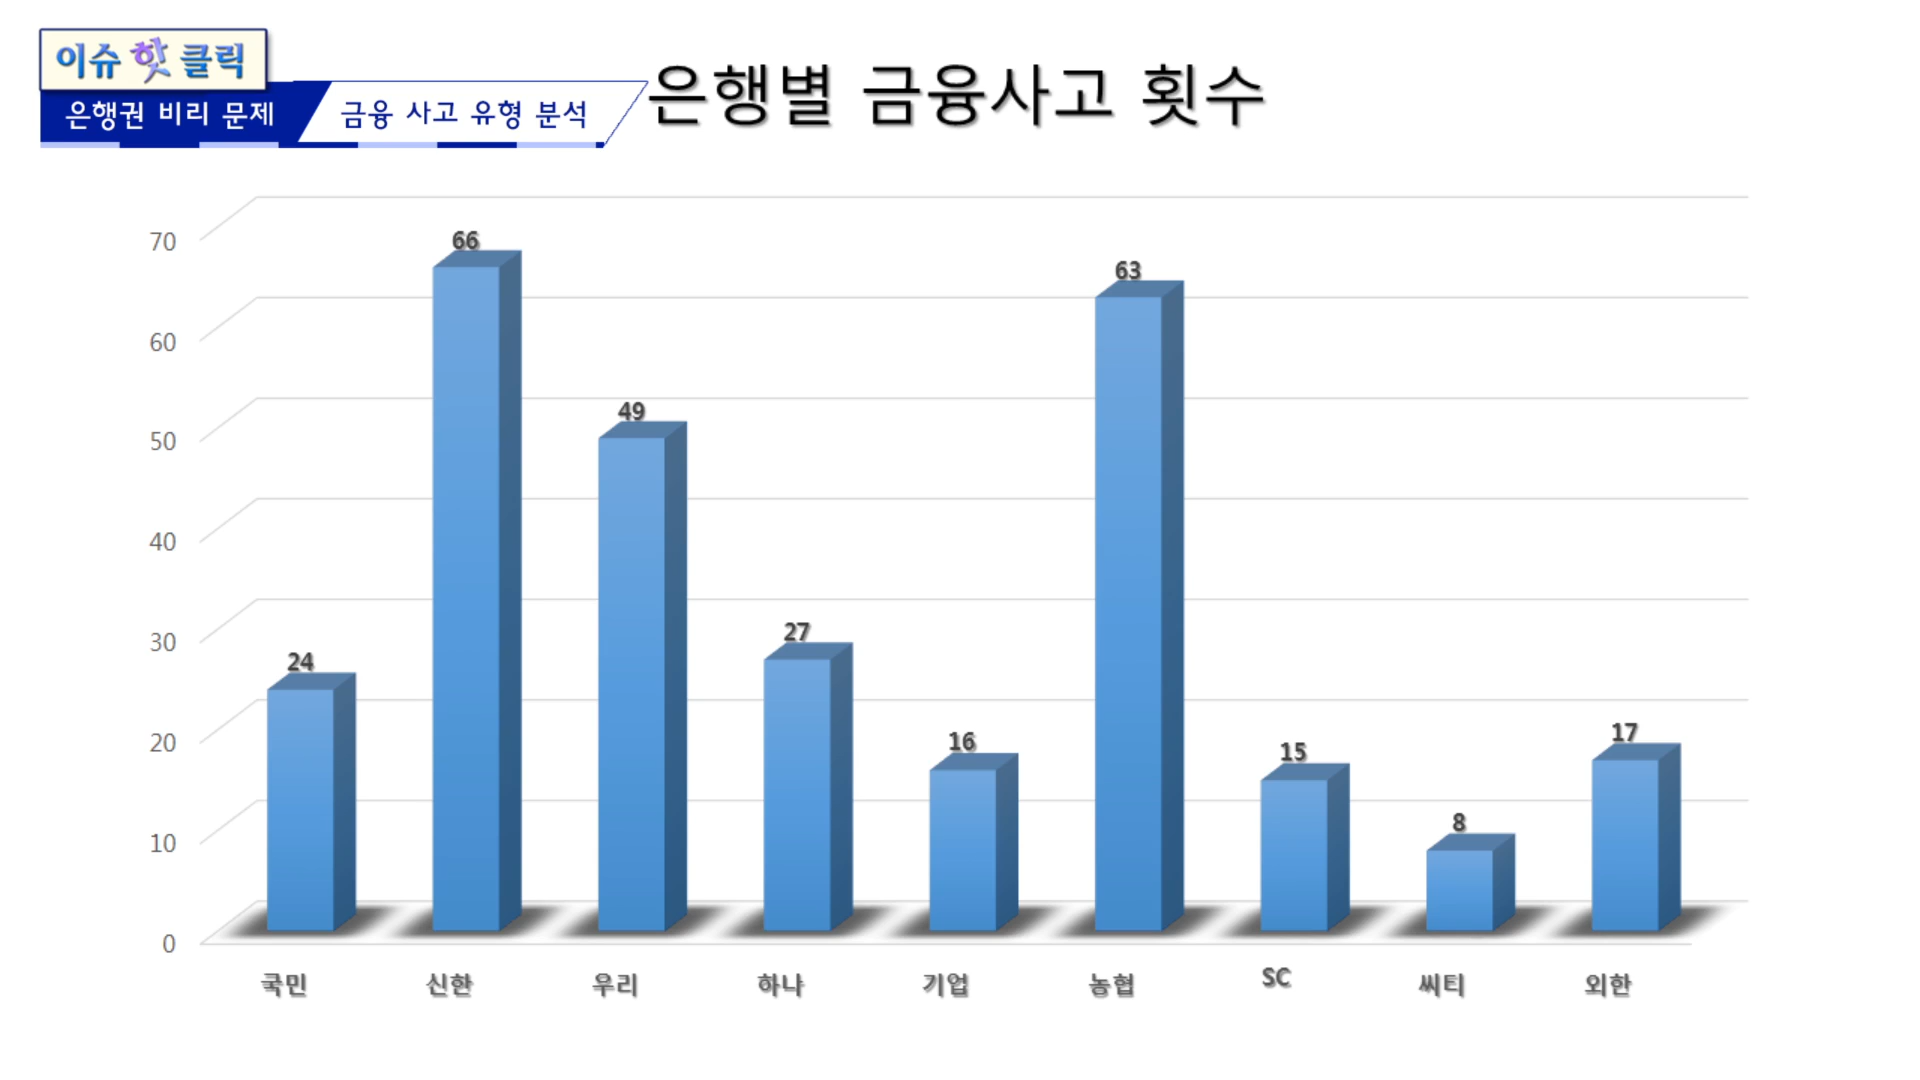 이슈 핫 클릭
은행권 비리 문제
금융 사고 유형 분석
은행별 금융사고 횟수
70
60
50
40
30
20
10
0
24
66
49
27
16
63
15
8
17
국민
신한
우리
하나
기업
농협
SC
씨티
외한